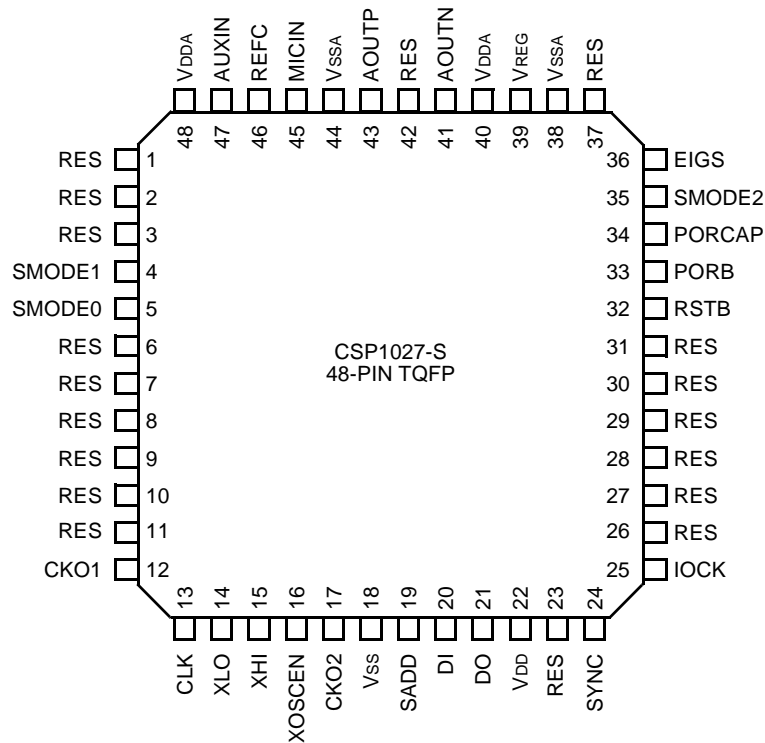 VDDA
AUXIN
REFC
MICIN
VSSA
AOUTP
RES
AOUTN
VDDA
VREG
VSSA
RES
48 47 46 45 44 43 42 41 40 39 38 37
RES 1
RES 2
RES 3
SMODE1 4
SMODE0 5
RES 6
RES 7
RES 8
RES 9
RES 10
RES 11
CKO1 12
CSP1027-S
48-PIN TQFP
36 EIGS
35 SMODE2
34 PORCAP
33 PORB
32 RSTB
31 RES
30 RES
29 RES
28 RES
27 RES
26 RES
25 IOCK
13 14 15 16 17 18 19 20 21 22 23 24
CLK
XLO
XHI
XOSCEN
CKO2
VSS
SADD
DI
DO
VDD
RES
SYNC